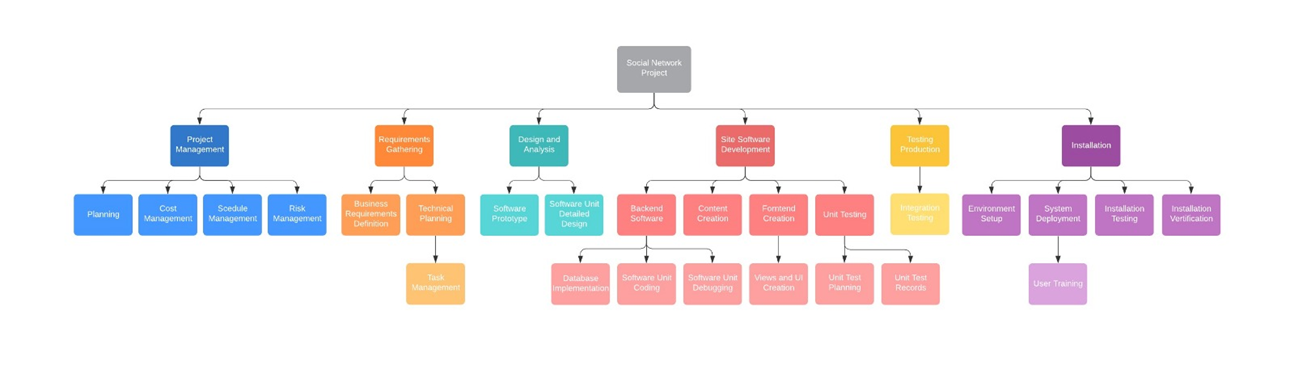 Social Network
Project
Project
Management
Requirements
Gathering
Design and
Analysis
Site Software
Development
Testing
Production
Installation
Planning
Cost
Management
Scedule
Management
Risk
Management
Business
Requirements
Definition
Technical
Planning
Software
Prototype
Software Unit
Detailed
Design
Backend
Software
Content
Creation
Forntend
Creation
Unit Testing
Integration
Testing
Environment
Setup
System
Deployment
Installation
Testing
Installation
Vertification
Task
Management
Database
Implementation
Software Unit
Coding
Software Unit
Debugging
Views and UI
Creation
Unit Test
Planning
Unit Test
Records
User Training